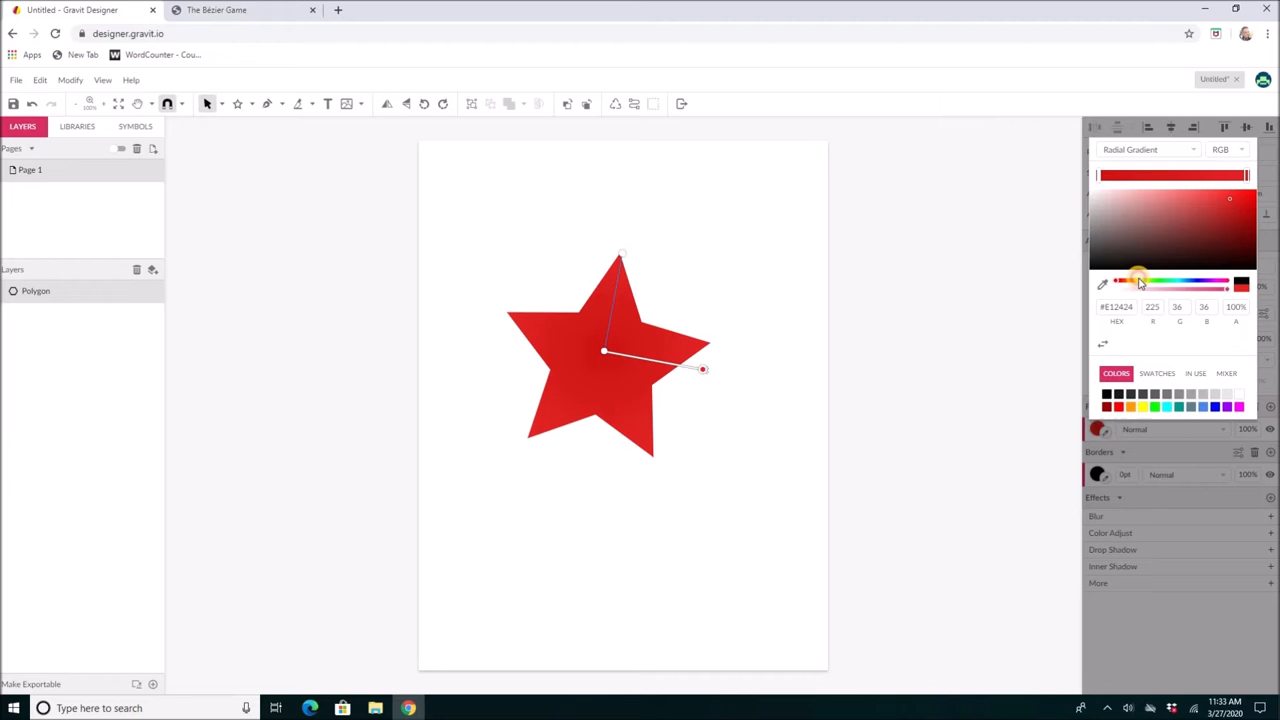 Untitled - Gravit Designer
The Bézier Game
designer.gravit.io
Apps
New Tab
W
WordCounter - Cou...
File Edit Modify View Help
Untitled*
100%
LAYERS LIBRARIES SYMBOLS
Pages
Page 1
Layers
Polygon
Make Exportable
Radial Gradient RGB
#E12424 225 36 36 100%
HEX R G B A
COLORS SWATCHES IN USE MIXER
Normal 100%
Borders
0pt Normal 100%
Effects
Blur
Color Adjust
Drop Shadow
Inner Shadow
More
Type here to search
11:33 AM
3/27/2020